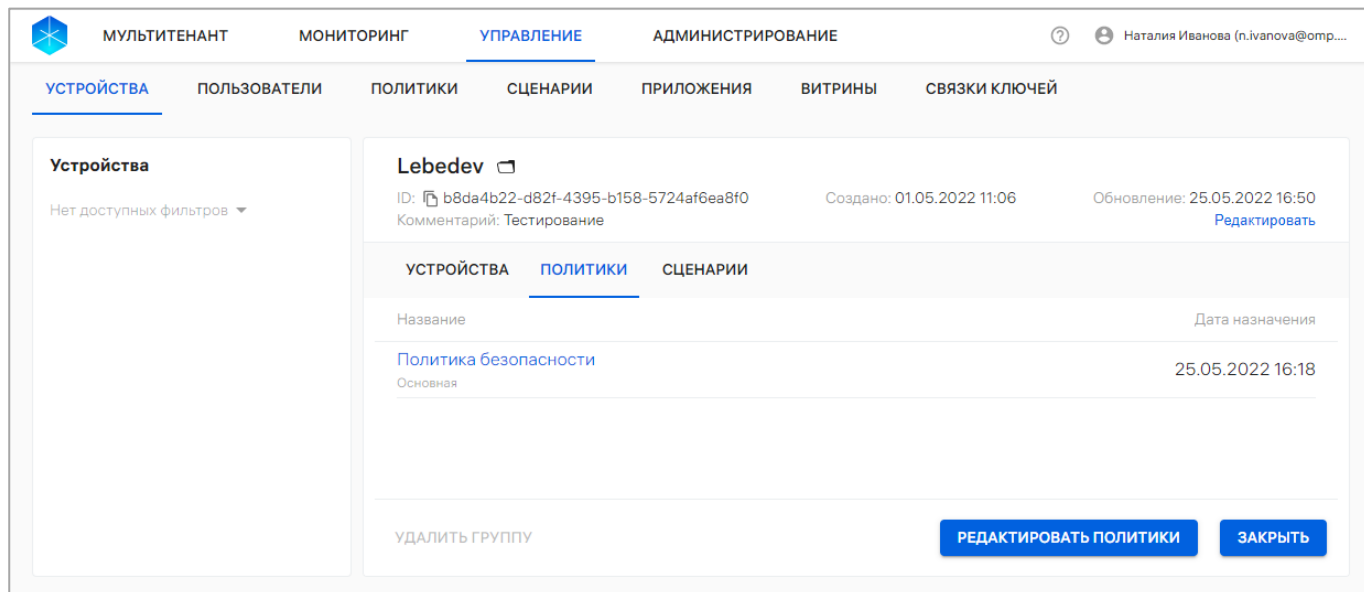 МУЛЬТИТЕНАНТ МОНИТОРИНГ УПРАВЛЕНИЕ АДМИНИСТРИРОВАНИЕ Наталия Иванова (n.ivanova@omp....
УСТРОЙСТВА ПОЛЬЗОВАТЕЛИ ПОЛИТИКИ СЦЕНАРИИ ПРИЛОЖЕНИЯ ВИТРИНЫ СВЯЗКИ КЛЮЧЕЙ
Устройства
Нет доступных фильтров
Lebedev
ID: b8da4b22-d82f-4395-b158-5724af6ea8f0 Создано: 01.05.2022 11:06 Обновление: 25.05.2022 16:50
Комментарий: Тестирование Редактировать
УСТРОЙСТВА ПОЛИТИКИ СЦЕНАРИИ
Название Дата назначения
Политика безопасности 25.05.2022 16:18
Основная
УДАЛИТЬ ГРУППУ РЕДАКТИРОВАТЬ ПОЛИТИКИ ЗАКРЫТЬ